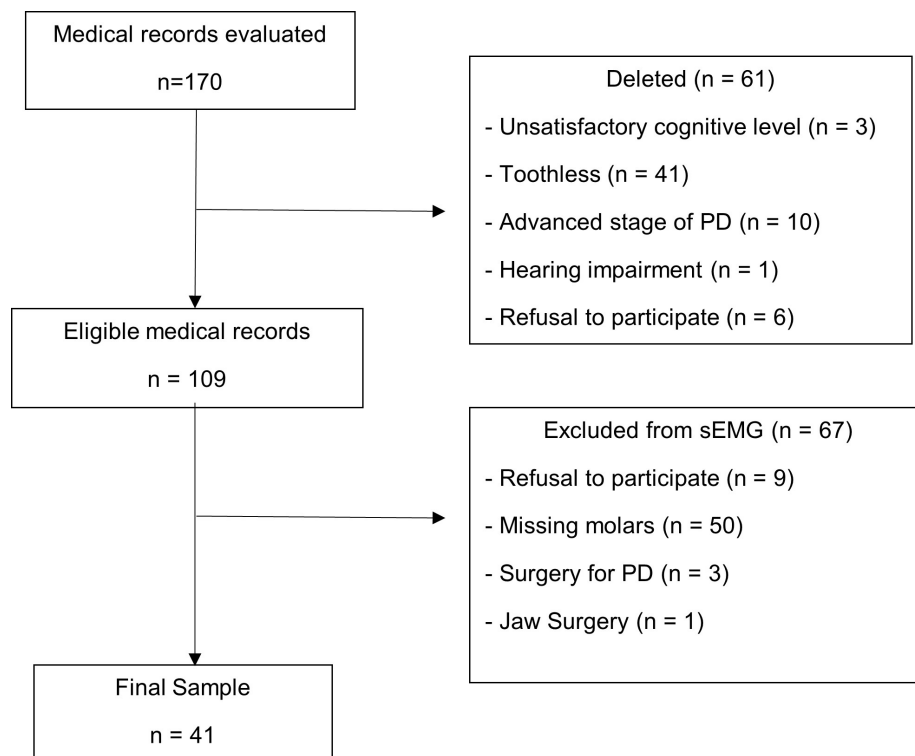 Medical records evaluated
n=170
Deleted (n = 61)
- Unsatisfactory cognitive level (n = 3)
- Toothless (n = 41)
- Advanced stage of PD (n = 10)
- Hearing impairment (n = 1)
- Refusal to participate (n = 6)
Eligible medical records
n = 109
Excluded from sEMG (n = 67)
- Refusal to participate (n = 9)
- Missing molars (n = 50)
- Surgery for PD (n = 3)
- Jaw Surgery (n = 1)
Final Sample
n = 41